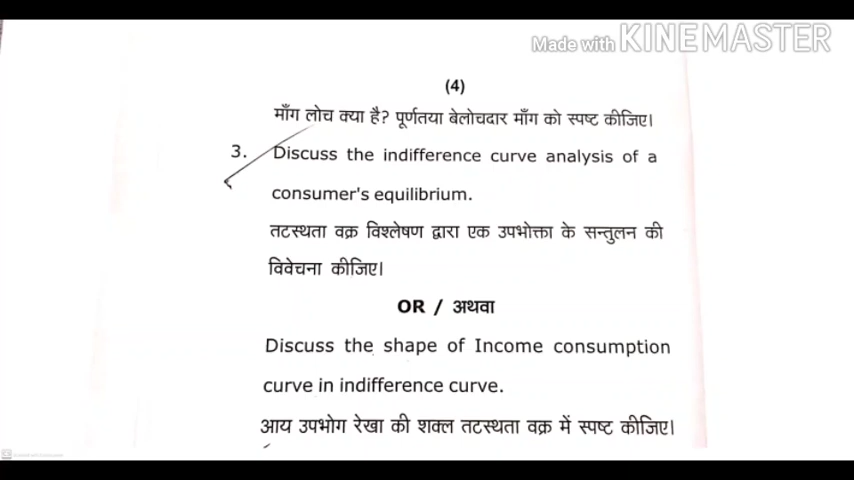 Made with KINEMASTER
(4)
माँग लोच क्या है? पूर्णतया बेलोचदार माँग को स्पष्ट कीजिए।
3. Discuss the indifference curve analysis of a
consumer's equilibrium.
तटस्थता वक्र विश्लेषण द्वारा एक उपभोक्ता के सन्तुलन की
विवेचना कीजिए।
OR / अथवा
Discuss the shape of Income consumption
curve in indifference curve.
आय उपभोग रेखा की शक्ल तटस्थता वक्र में स्पष्ट कीजिए।